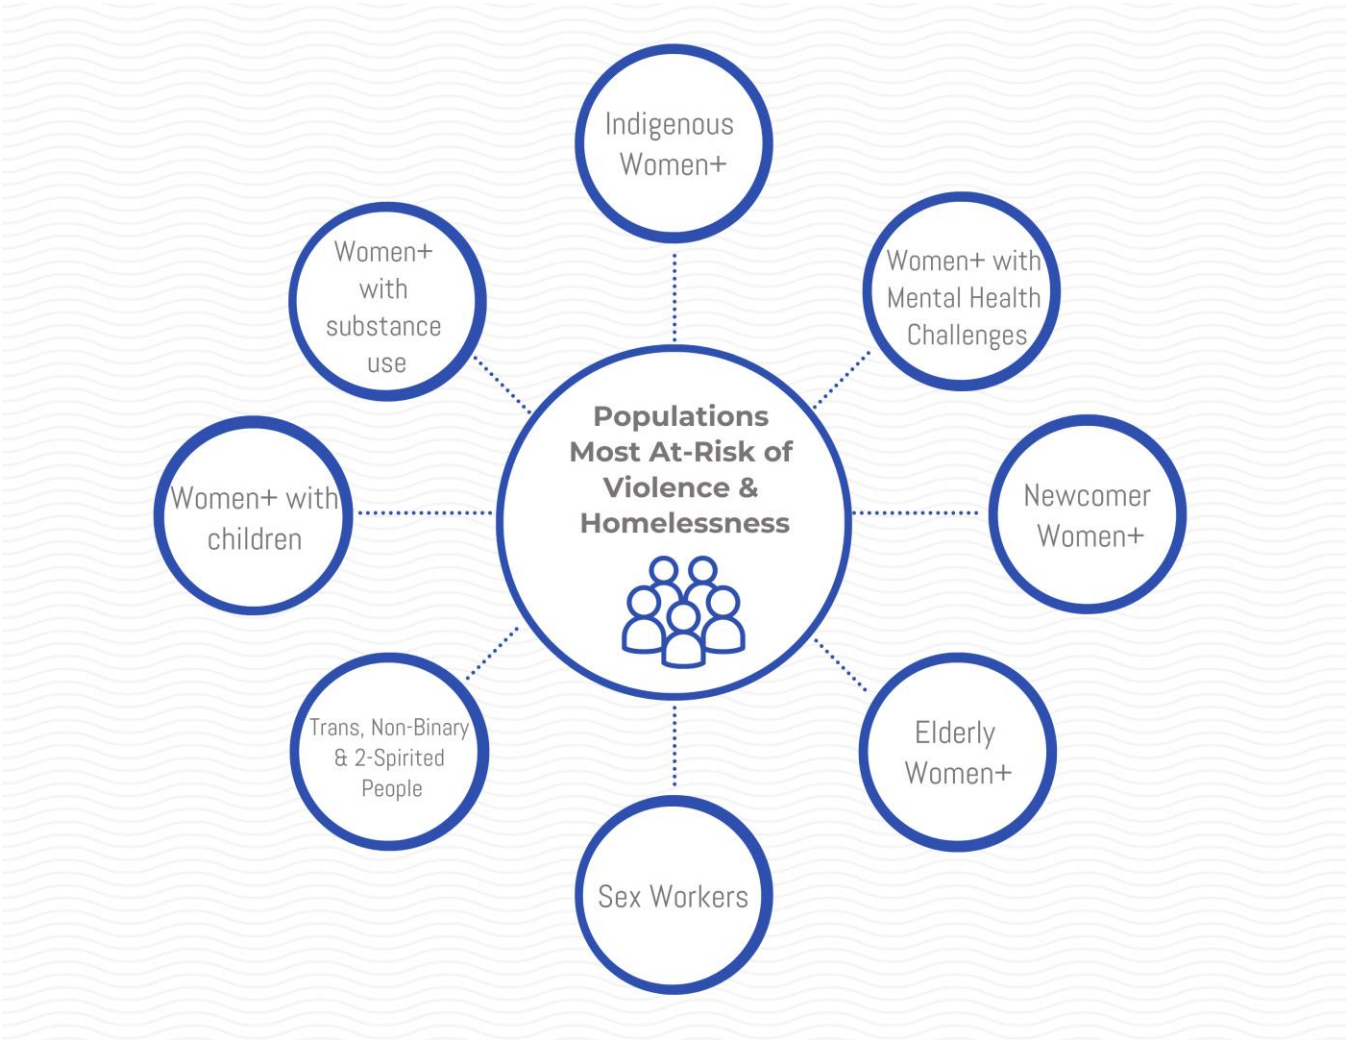 Indigenous
Women+
Women+
with
substance
use
Women+ with
Mental Health
Challenges
Populations
Most At-Risk of
Violence &
Homelessness
Women+ with
children
Newcomer
Women+
Trans, Non-Binary
& 2-Spirited
People
Elderly
Women+
Sex Workers